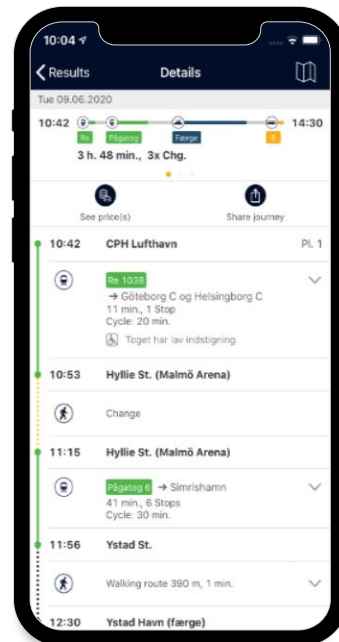 10:04
Results Details
Tue 09.06.2020
10:42 14:30
Re Pågatog Færge
3 h. 48 min., 3x Chg.
See price(s) Share journey
10:42 CPH Lufthavn Pl. 1
Re 1038
→ Göteborg C og Helsingborg C
11 min., 1 Stop
Cycle: 20 min.
Toget har lav indstigning
10:53 Hyllie St. (Malmö Arena)
Change
11:15 Hyllie St. (Malmö Arena)
Pågatog 6 → Simrishamn
41 min., 6 Stops
Cycle: 30 min.
11:56 Ystad St.
Walking route 390 m, 1 min.
12:30 Ystad Havn (færge)